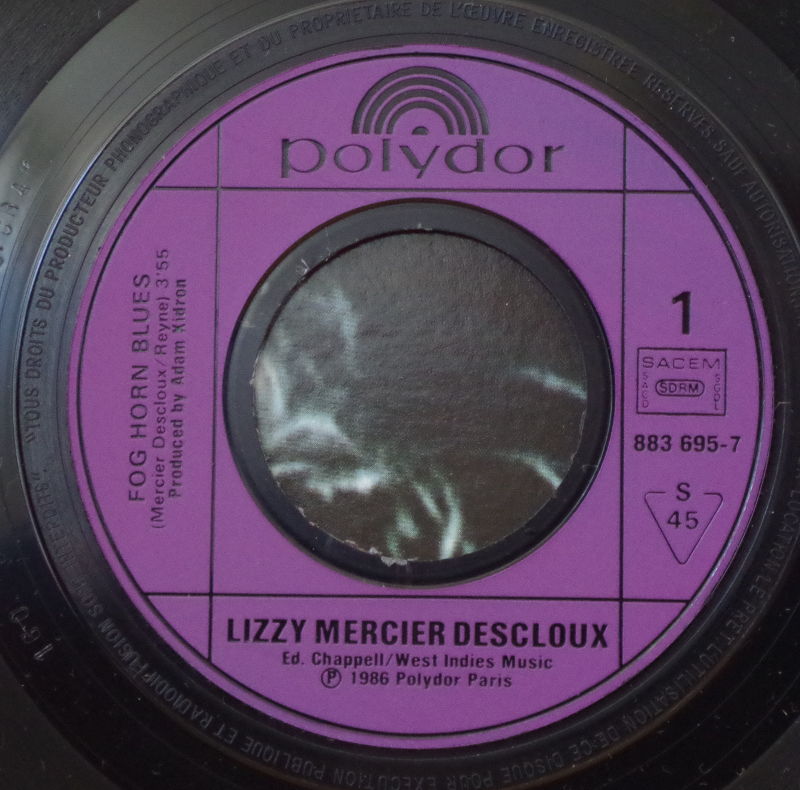 polydor
FOG HORN BLUES
(Mercier Descloux/Reyne) 3'55
Produced by Adam Kidron
1
SACEM
SACD
SDRM
SGDL
883 695-7
S
45
LIZZY MERCIER DESCLOUX
Ed. Chappell/West Indies Music
Ⓟ 1986 Polydor Paris
"TOUS DROITS DU PRODUCTEUR PHONOGRAPHIQUE ET DU PROPRIETAIRE DE L'ŒUVRE ENREGISTREE RESERVES SAUF AUTORISATION, LOCATION LE PRET L'UTILISATION DE CE DISQUE POUR EXECUTION PUBLIQUE ET RADIODIFFUSION SONT INTERDITS".